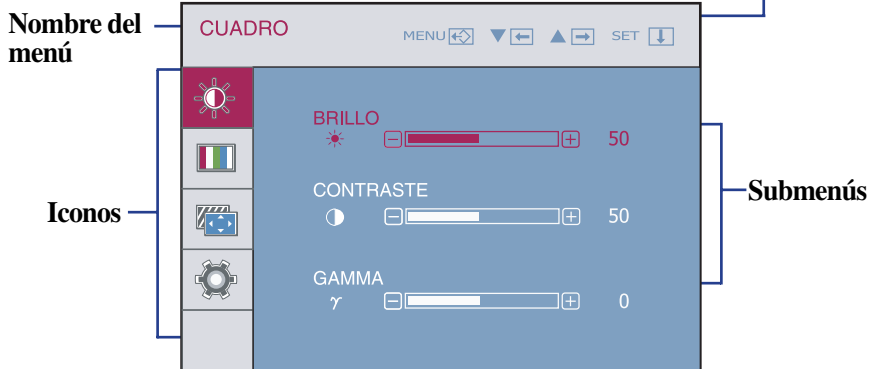 Nombre del
menú
CUADRO
MENU ▼ ▲ SET
BRILLO
50
CONTRASTE
50
Iconos
Submenús
GAMMA
γ 0